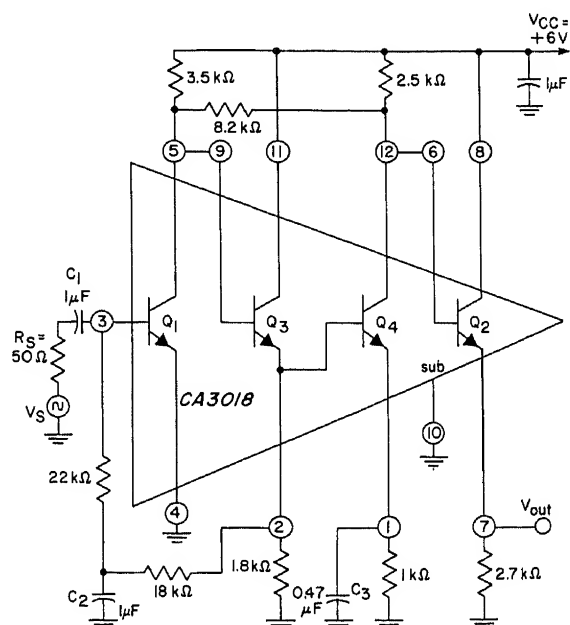 VCC=
+6V
3.5 kΩ
2.5 kΩ
1μF
8.2 kΩ
5
9
11
12
6
8
C1
1μF
3
RS=
50Ω
VS
Q1
Q3
Q4
Q2
CA3018
sub
10
22 kΩ
4
2
1
7
Vout
C2
1μF
18 kΩ
1.8 kΩ
0.47
μF
C3
1 kΩ
2.7 kΩ